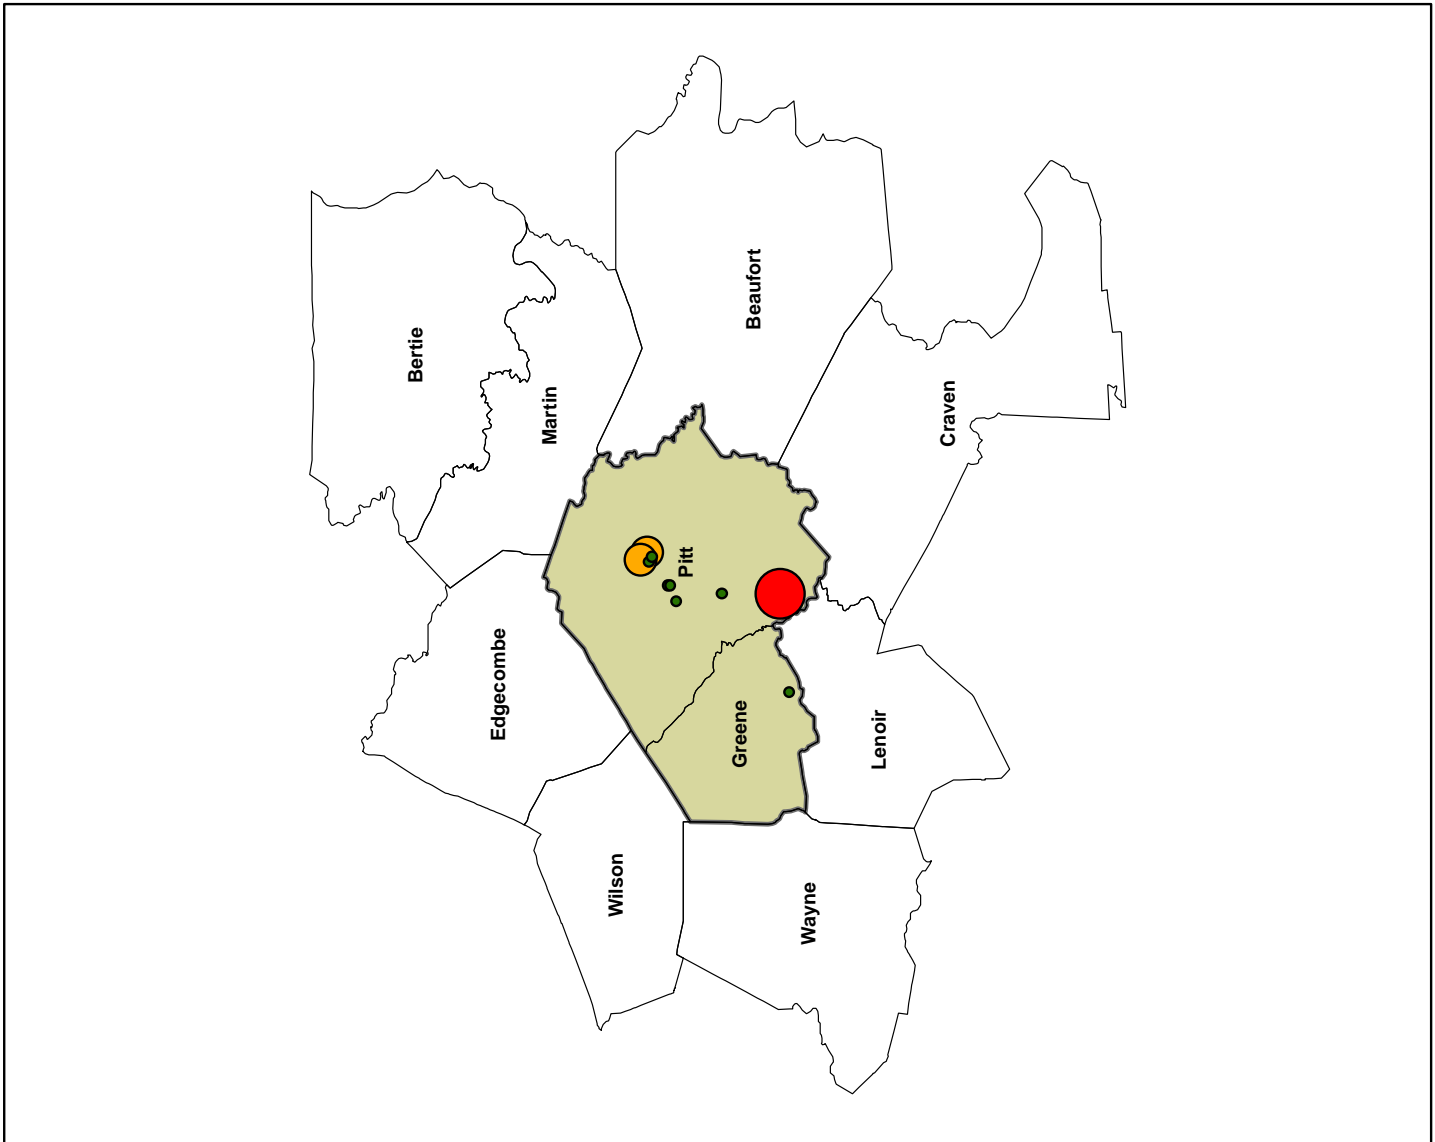 Bertie
Martin
Beaufort
Craven
Pitt
Edgecombe
Greene
Lenoir
Wilson
Wayne